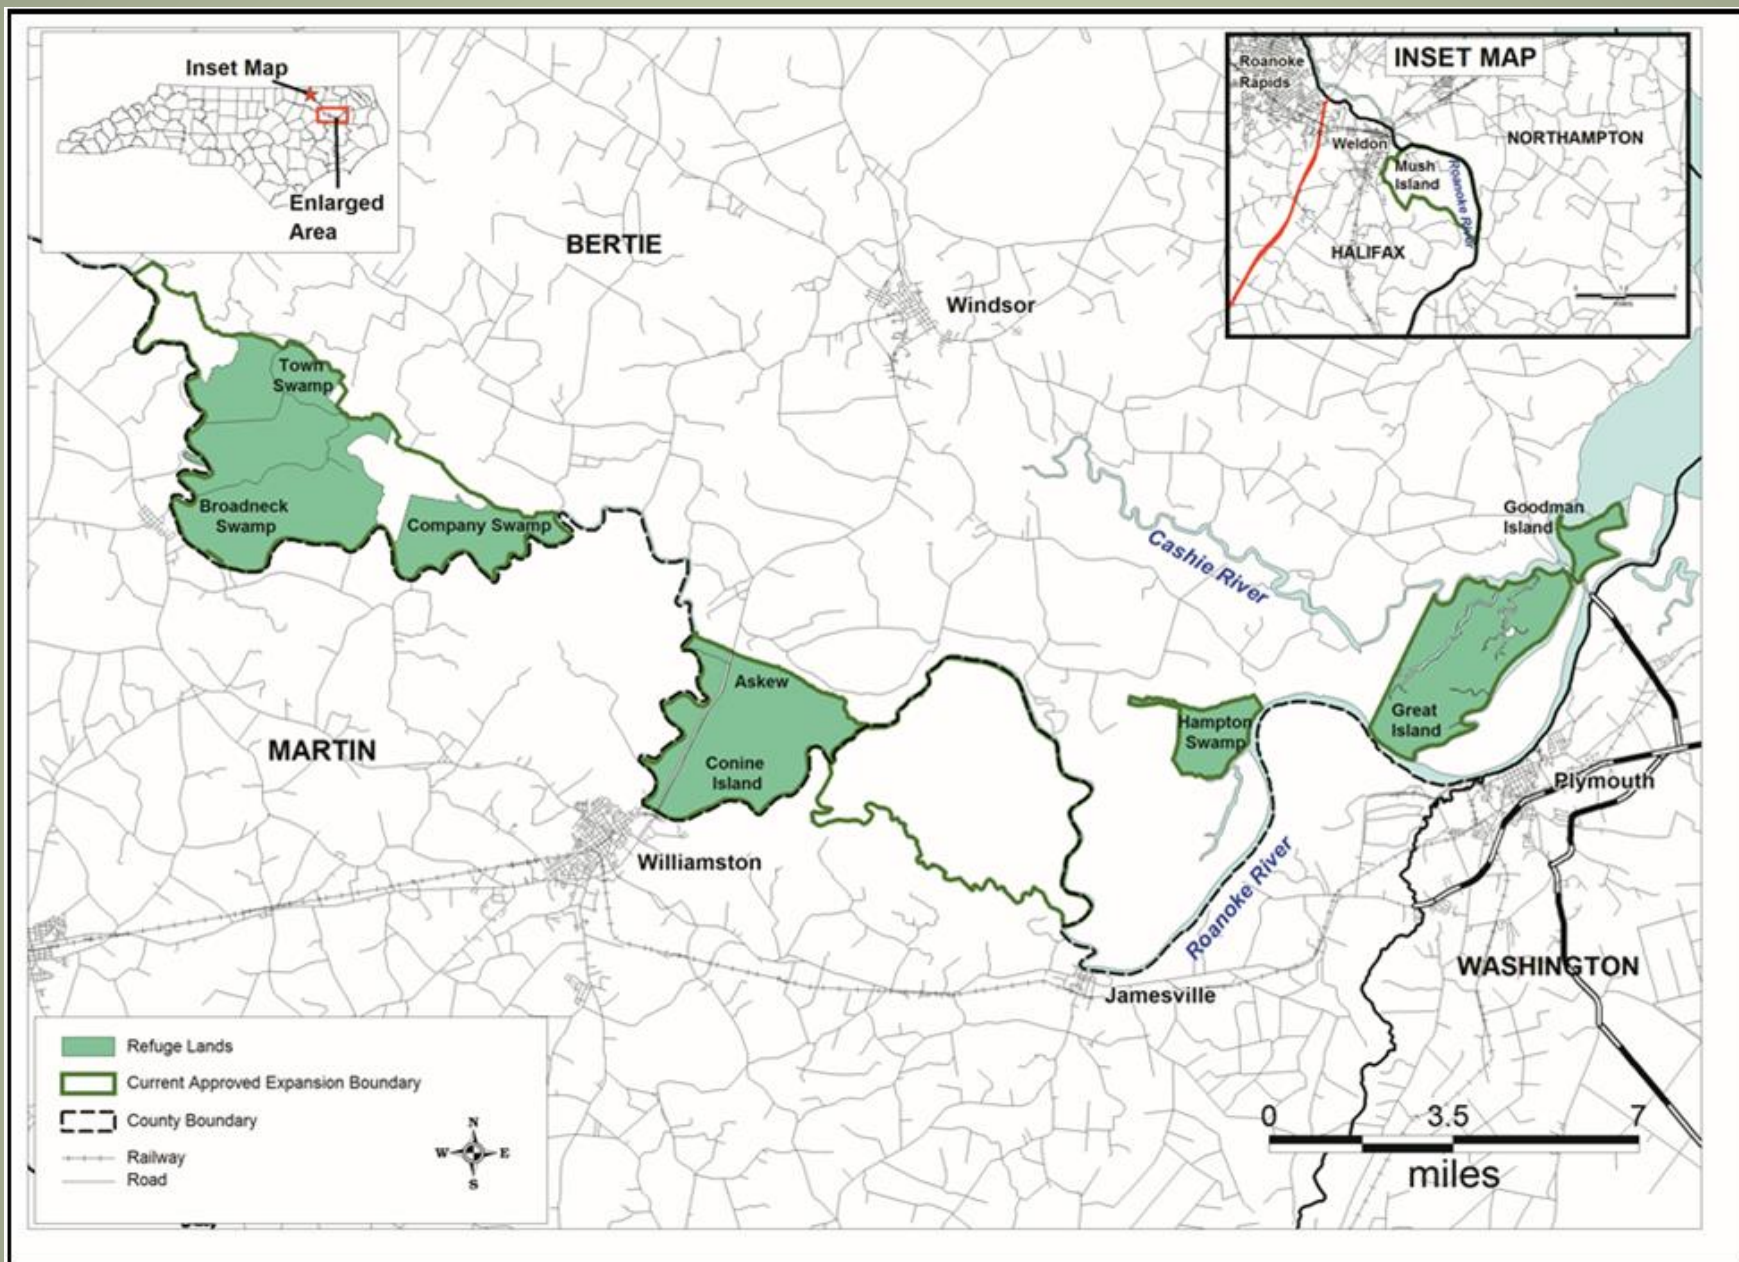 Inset Map
Enlarged
Area
INSET MAP
Roanoke
Rapids
Weldon
NORTHAMPTON
Mush
Island
Roanoke River
HALIFAX
BERTIE
Windsor
Town
Swamp
Broadneck
Swamp
Company Swamp
Goodman
Island
Cashie River
Askew
Conine
Island
Hampton
Swamp
Great
Island
MARTIN
Plymouth
Williamston
Roanoke River
WASHINGTON
Jamesville
Refuge Lands
Current Approved Expansion Boundary
County Boundary
Railway
Road
N
W E
S
0 3.5 7
miles